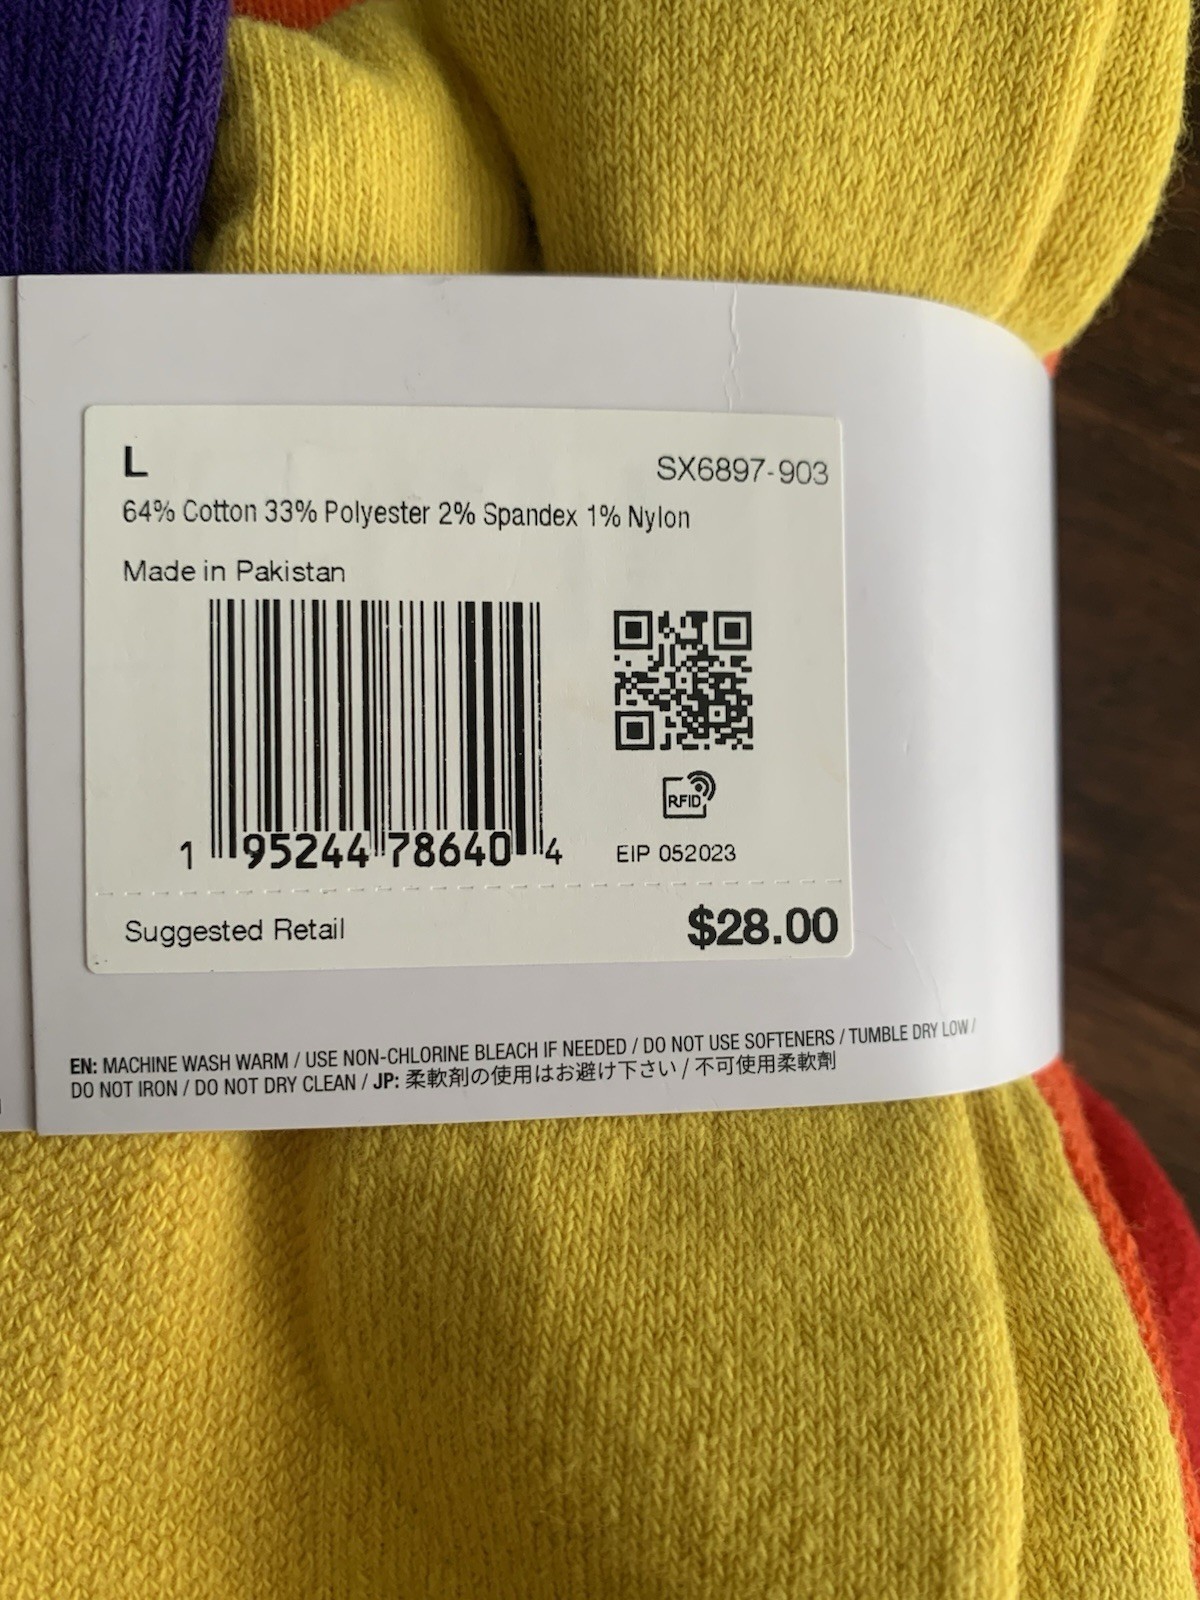 L
SX6897-903
64% Cotton 33% Polyester 2% Spandex 1% Nylon
Made in Pakistan
1 95244 78640 4
RFID
EIP 052023
Suggested Retail
$28.00
EN: MACHINE WASH WARM / USE NON-CHLORINE BLEACH IF NEEDED / DO NOT USE SOFTENERS / TUMBLE DRY LOW /
DO NOT IRON / DO NOT DRY CLEAN / JP: 柔軟剤の使用はお避け下さい / 不可使用柔軟劑